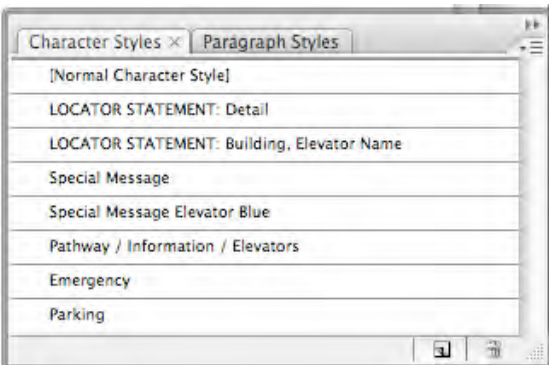 Character Styles × Paragraph Styles
[Normal Character Style]
LOCATOR STATEMENT: Detail
LOCATOR STATEMENT: Building, Elevator Name
Special Message
Special Message Elevator Blue
Pathway / Information / Elevators
Emergency
Parking